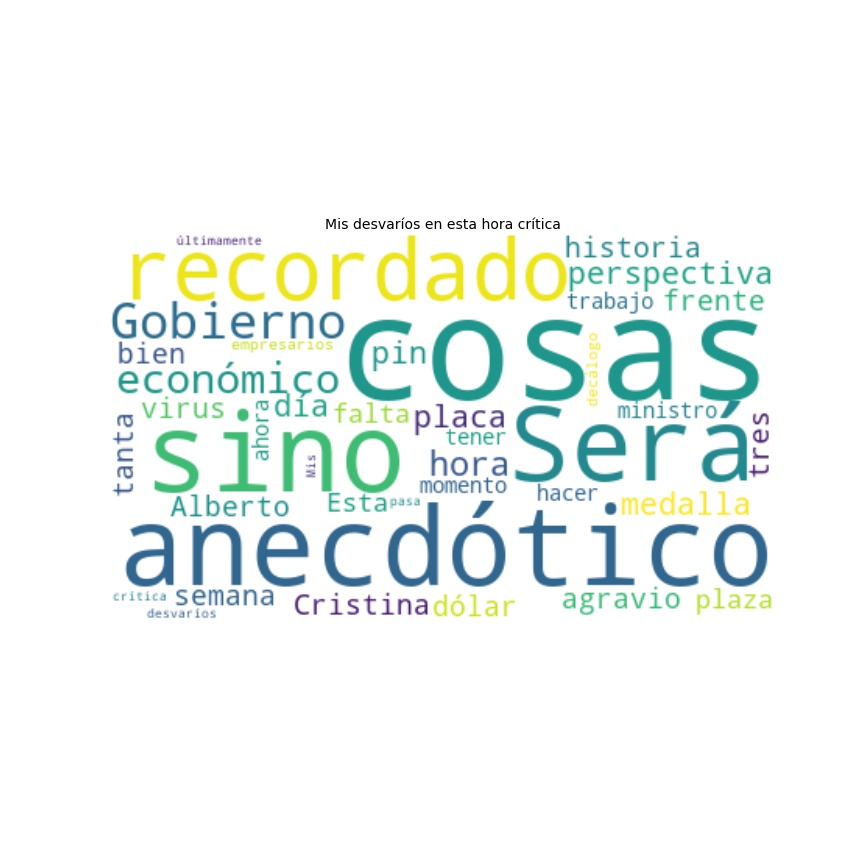 Mis desvaríos en esta hora crítica
últimamente
recordado
historia
perspectiva
trabajo
frente
Gobierno
cosas
bien
empresarios
pin
decálogo
económico
virus
ahora
día
falta
placa
Será
ministro
tres
tanta
sino
Mis
tener
hora
momento
hacer
Alberto
Esta
pasa
medalla
anecdótico
crítica
semana
Cristina
dólar
agravio
plaza
desvaríos